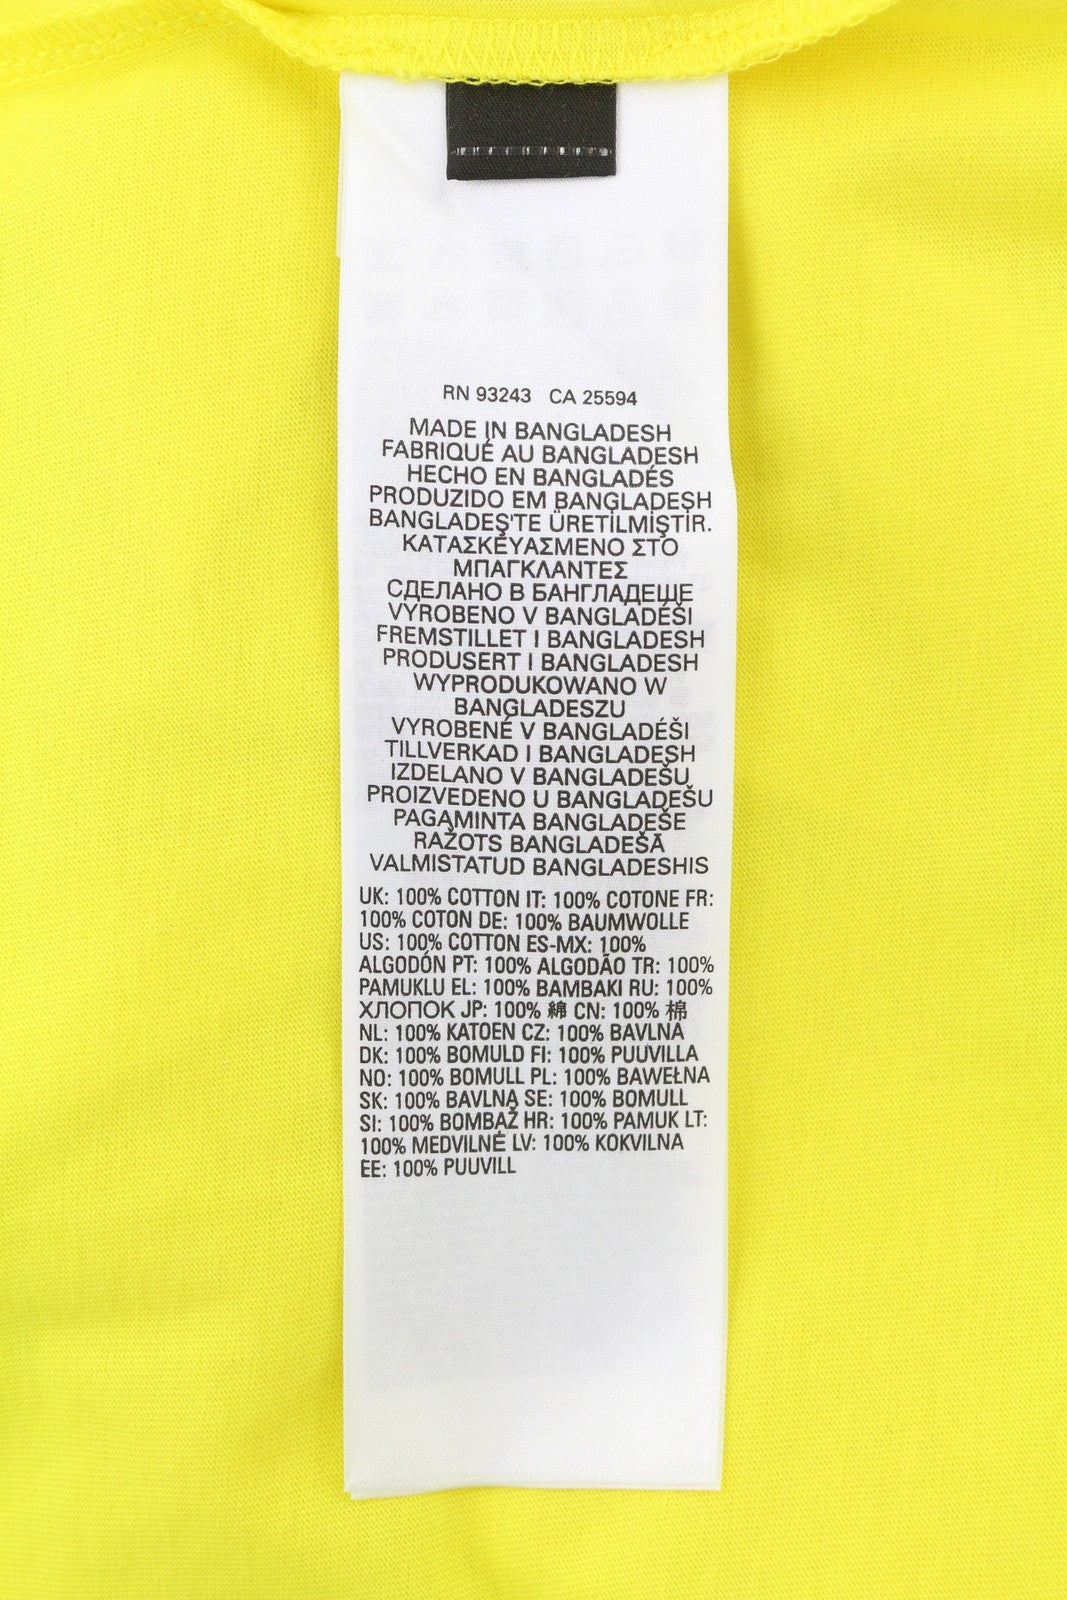 RN 93243 CA 25594
MADE IN BANGLADESH
FABRIQUÉ AU BANGLADESH
HECHO EN BANGLADÉS
PRODUZIDO EM BANGLADESH
BANGLADEŞ'TE ÜRETİLMİŞTİR.
ΚΑΤΑΣΚΕΥΑΣΜΕΝΟ ΣΤΟ
ΜΠΑΓΚΛΑΝΤΕΣ
СДЕЛАНО В БАНГЛАДЕШЕ
VYROBENO V BANGLADÉŠI
FREMSTILLET I BANGLADESH
PRODUSERT I BANGLADESH
WYPRODUKOWANO W
BANGLADESZU
VYROBENÉ V BANGLADÉŠI
TILLVERKAD I BANGLADESH
IZDELANO V BANGLADEŠU
PROIZVEDENO U BANGLADEŠU
PAGAMINTA BANGLADEŠE
RAŽOTS BANGLADEŠĀ
VALMISTATUD BANGLADESHIS
UK: 100% COTTON IT: 100% COTONE FR:
100% COTON DE: 100% BAUMWOLLE
US: 100% COTTON ES-MX: 100%
ALGODÓN PT: 100% ALGODÃO TR: 100%
PAMUKLU EL: 100% ΒΑΜΒΑΚΙ RU: 100%
ХЛОПОК JP: 100% 綿 CN: 100% 棉
NL: 100% KATOEN CZ: 100% BAVLNA
DK: 100% BOMULD FI: 100% PUUVILLA
NO: 100% BOMULL PL: 100% BAWEŁNA
SK: 100% BAVLNA SE: 100% BOMULL
SI: 100% BOMBAŽ HR: 100% PAMUK LT:
100% MEDVILNĖ LV: 100% KOKVILNA
EE: 100% PUUVILL